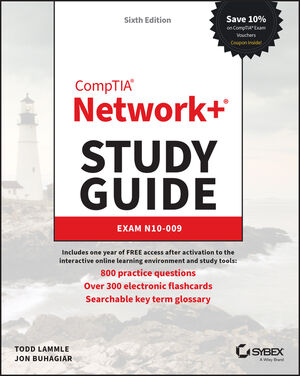 Sixth Edition
Save 10%
on CompTIA® Exam
Vouchers
Coupon Inside!
CompTIA®
Network+®
STUDY
GUIDE
EXAM N10-009
Includes one year of FREE access after activation to the
interactive online learning environment and study tools:
800 practice questions
Over 300 electronic flashcards
Searchable key term glossary
TODD LAMMLE
JON BUHAGIAR
SYBEX
A Wiley Brand